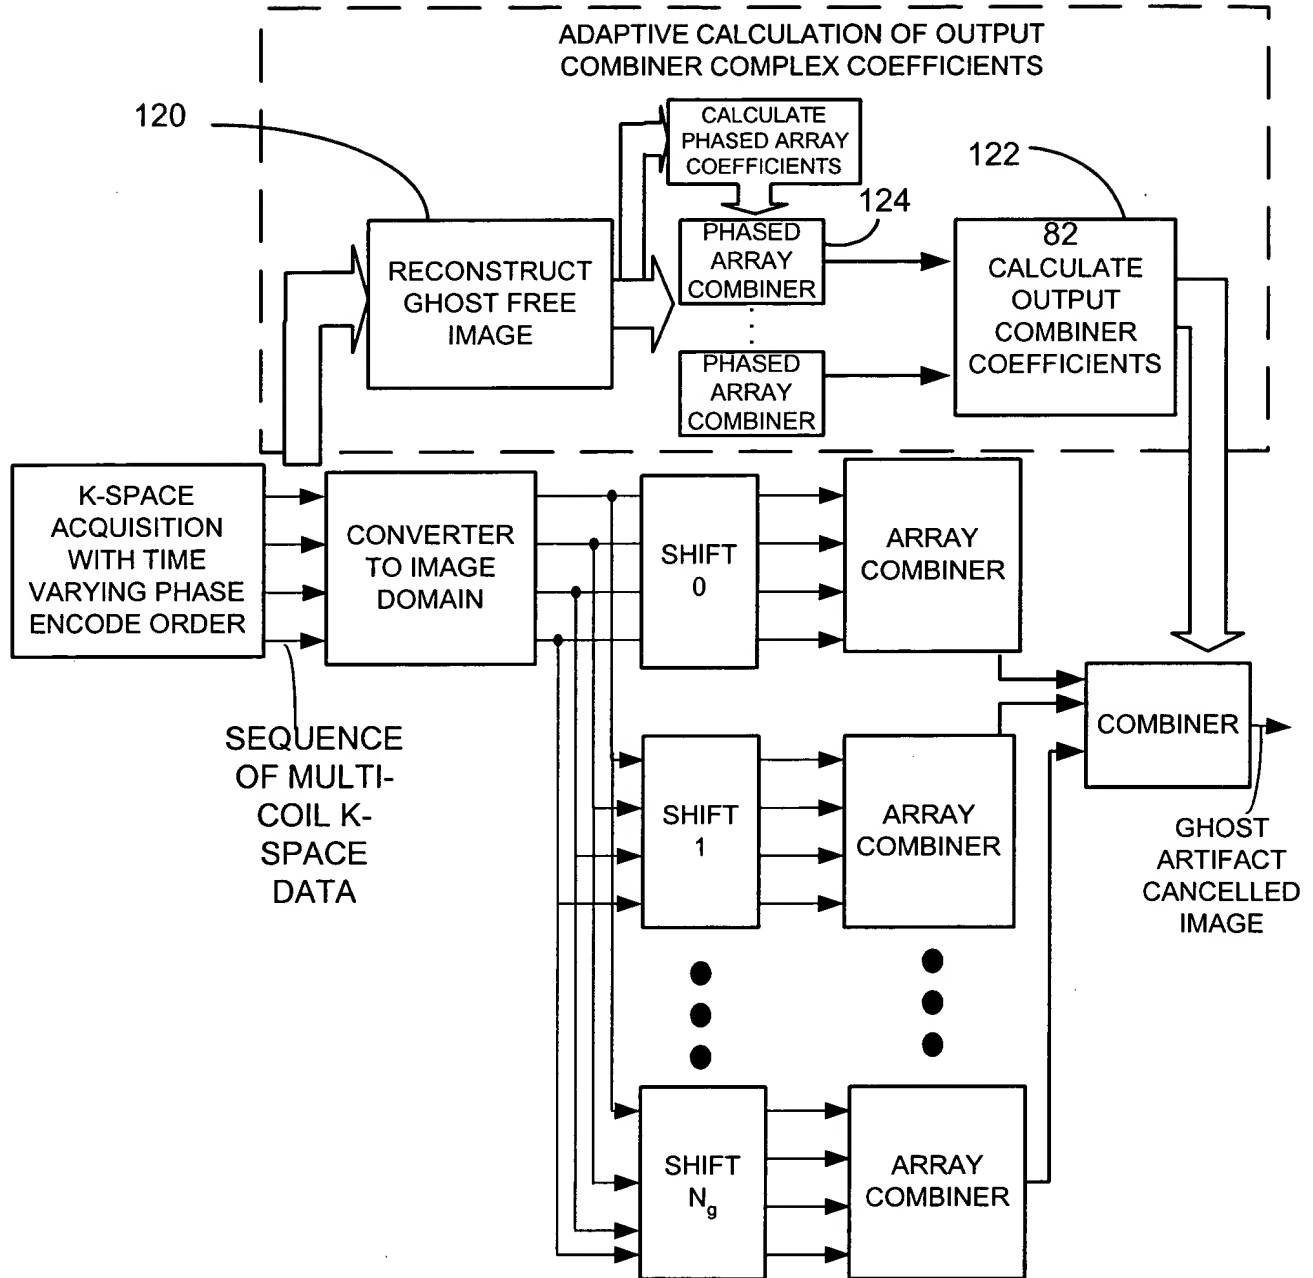 ADAPTIVE CALCULATION OF OUTPUT
COMBINER COMPLEX COEFFICIENTS
120
CALCULATE
PHASED ARRAY
COEFFICIENTS
122
124
RECONSTRUCT
GHOST FREE
IMAGE
PHASED
ARRAY
COMBINER
PHASED
ARRAY
COMBINER
82
CALCULATE
OUTPUT
COMBINER
COEFFICIENTS
K-SPACE
ACQUISITION
WITH TIME
VARYING PHASE
ENCODE ORDER
CONVERTER
TO IMAGE
DOMAIN
SHIFT
0
ARRAY
COMBINER
SEQUENCE
OF MULTI-
COIL K-
SPACE
DATA
SHIFT
1
ARRAY
COMBINER
COMBINER
GHOST
ARTIFACT
CANCELLED
IMAGE
SHIFT
Ng
ARRAY
COMBINER